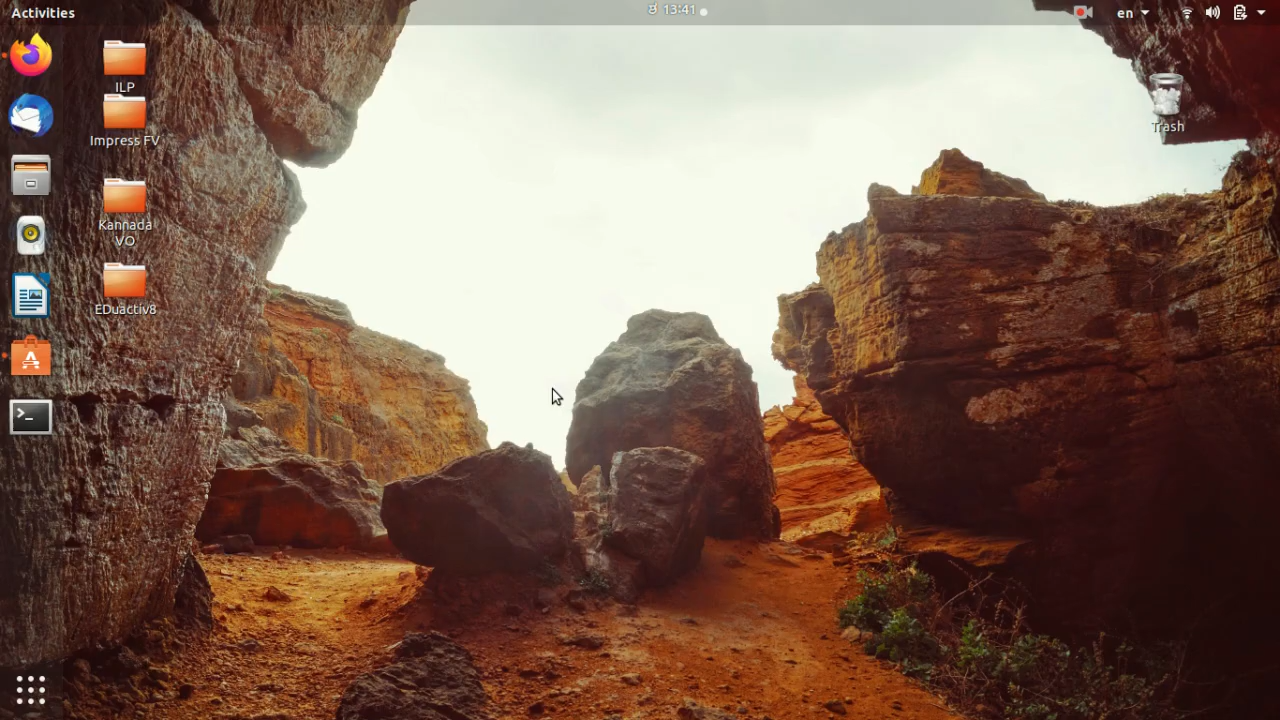 Activities
ಶ 13:41
en
ILP
Impress FV
Kannada
VO
EDuactiv8
Trash